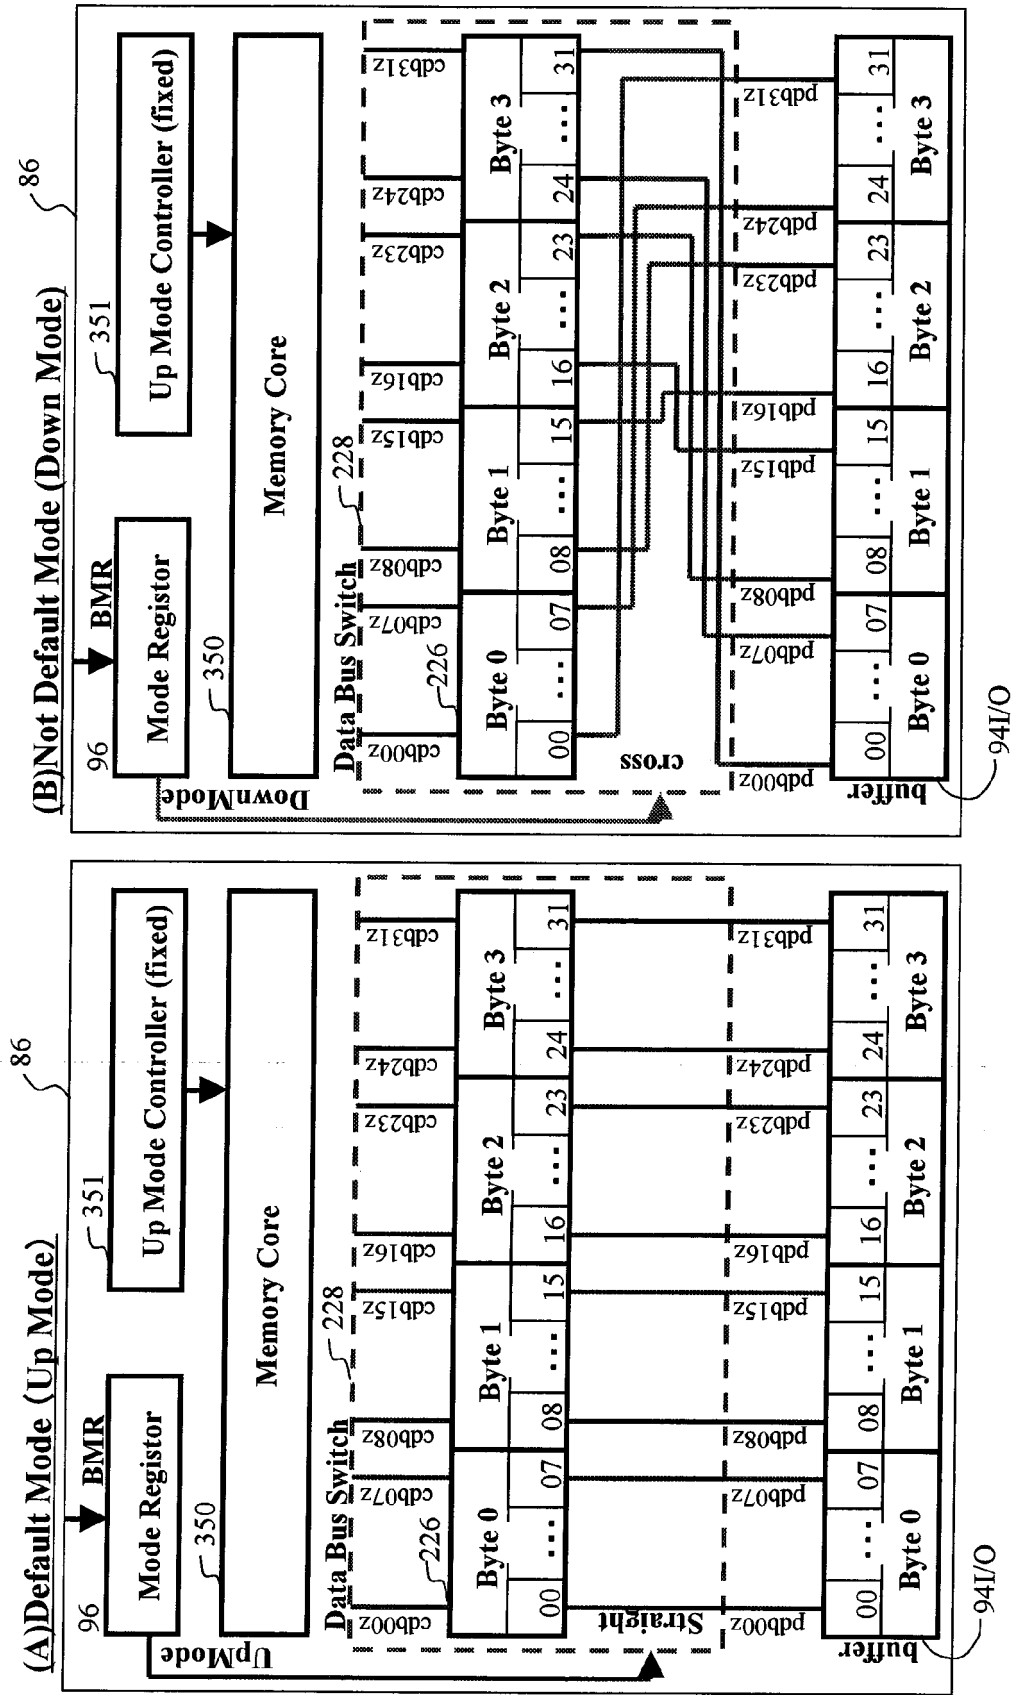 (A)Default Mode (Up Mode)
86
96
BMR
351
Mode Registor
Up Mode Controller (fixed)
350
UpMode
Memory Core
Data Bus Switch
228
cdb00z
cdb07z
cdb08z
cdb15z
cdb16z
cdb23z
cdb24z
cdb31z
226
Byte 0
Byte 1
Byte 2
Byte 3
00 ... 07 08 ... 15 16 ... 23 24 ... 31
Straight
pdb00z
pdb07z
pdb08z
pdb15z
pdb16z
pdb23z
pdb24z
pdb31z
00 ... 07 08 ... 15 16 ... 23 24 ... 31
Byte 0
Byte 1
Byte 2
Byte 3
buffer
94I/O
(B)Not Default Mode (Down Mode)
86
96
BMR
351
Mode Registor
Up Mode Controller (fixed)
350
DownMode
Memory Core
Data Bus Switch
228
cdb00z
cdb07z
cdb08z
cdb15z
cdb16z
cdb23z
cdb24z
cdb31z
226
Byte 0
Byte 1
Byte 2
Byte 3
00 ... 07 08 ... 15 16 ... 23 24 ... 31
cross
pdb00z
pdb07z
pdb08z
pdb15z
pdb16z
pdb23z
pdb24z
pdb31z
00 ... 07 08 ... 15 16 ... 23 24 ... 31
Byte 0
Byte 1
Byte 2
Byte 3
buffer
94I/O